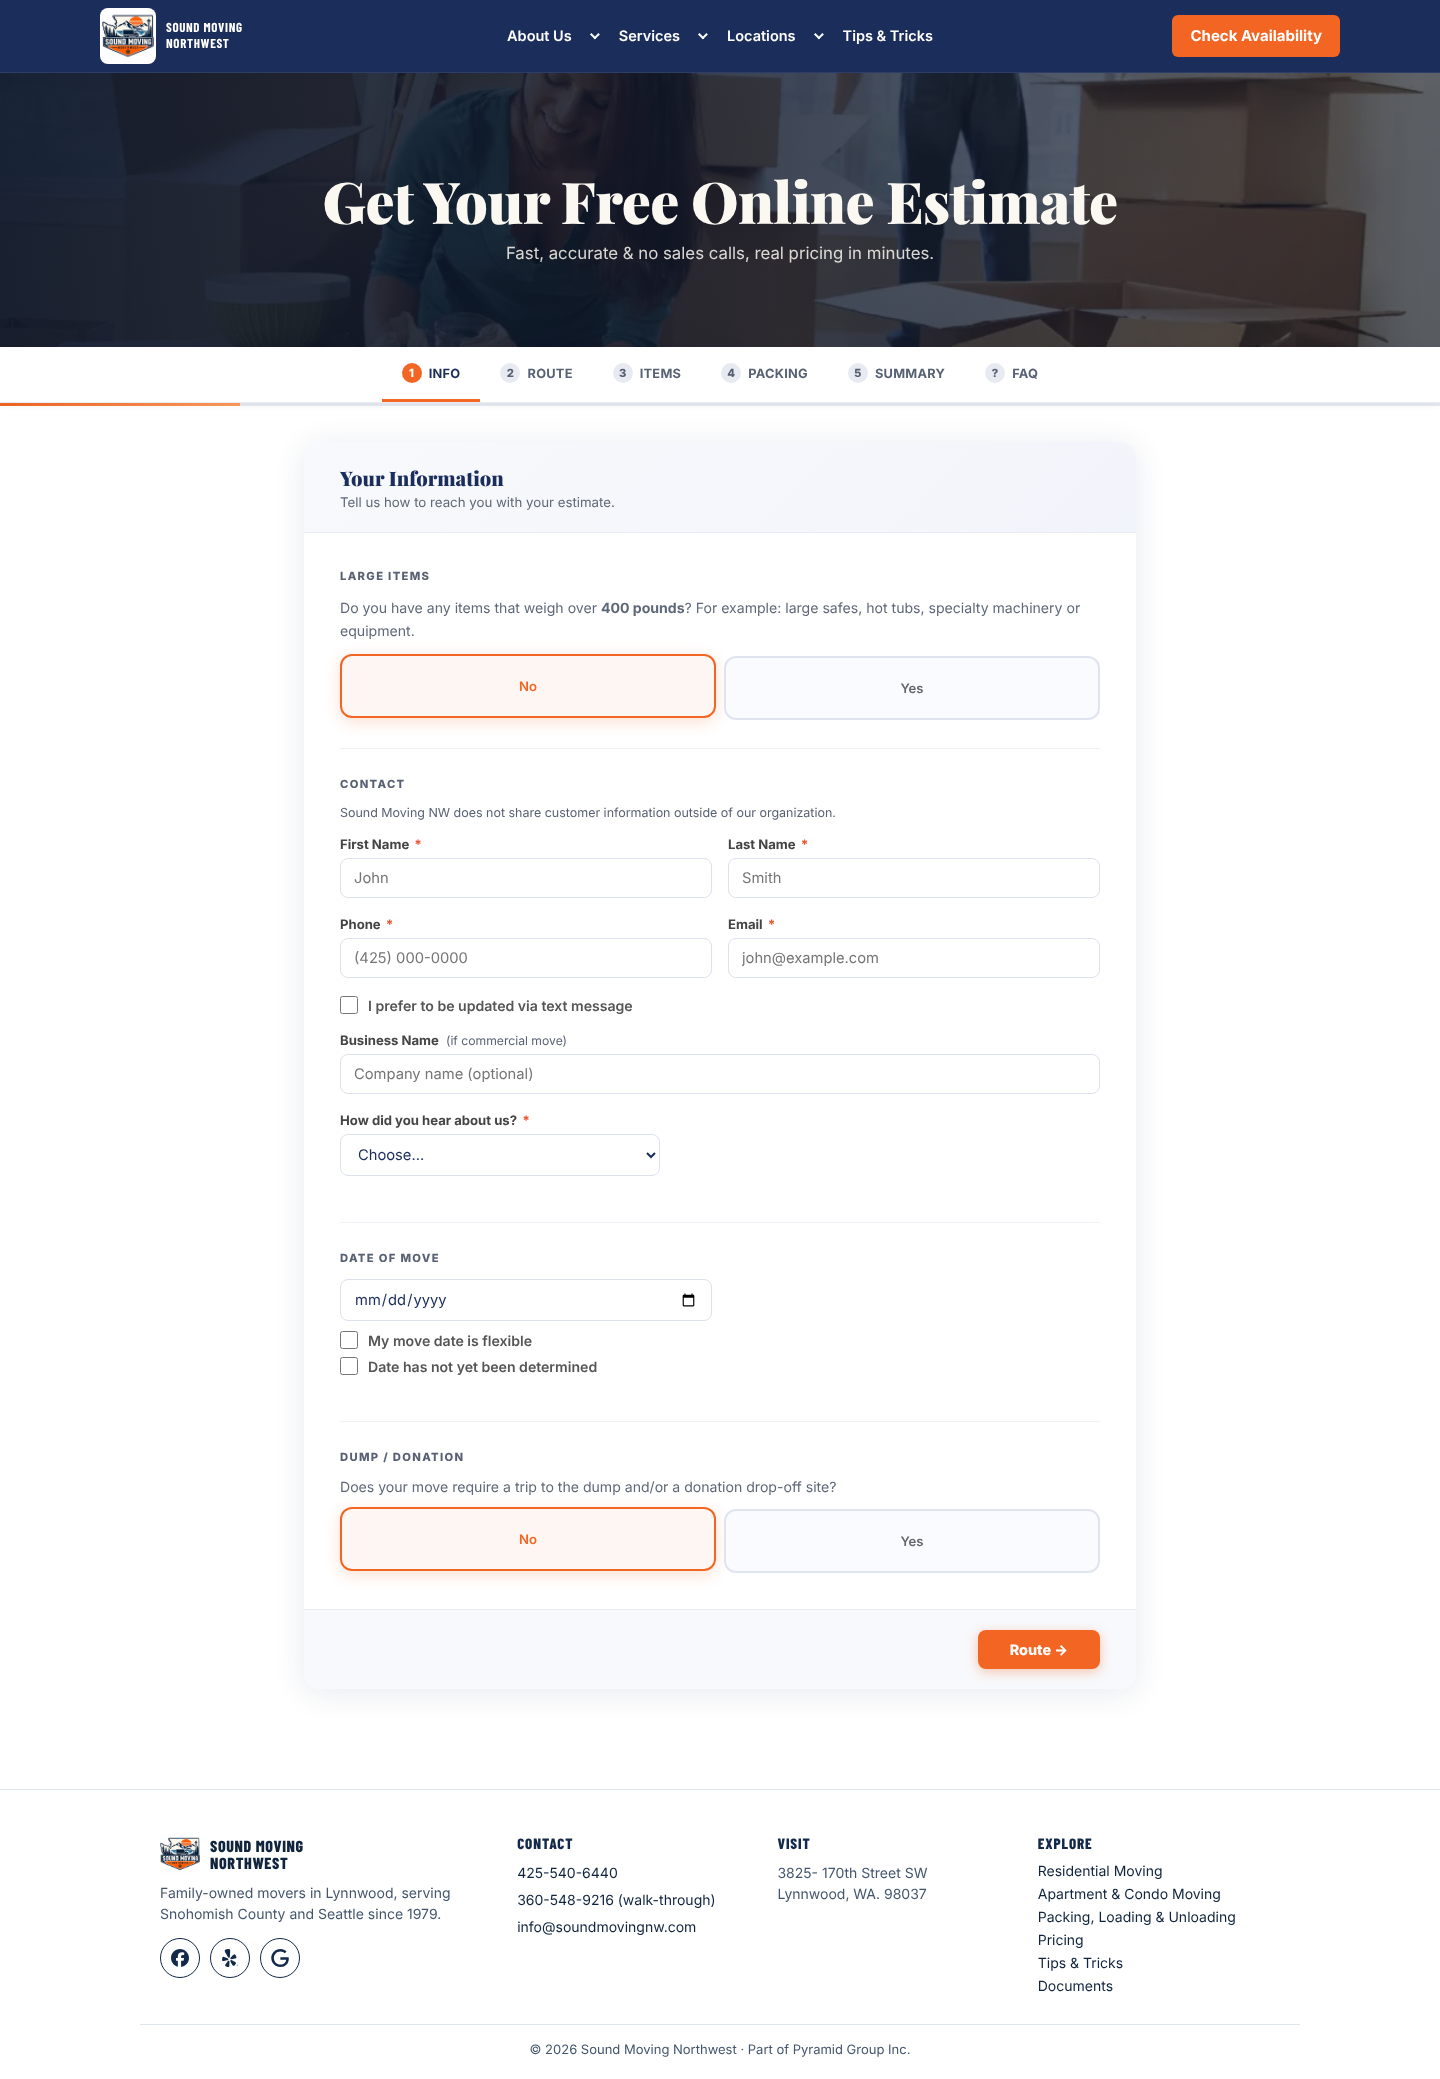 SOUND MOVING
SOUND MOVING
NORTHWEST
About Us
Services
Locations
Tips & Tricks
Check Availability
Get Your Free Online Estimate
Fast, accurate & no sales calls, real pricing in minutes.
1 INFO
2 ROUTE
3 ITEMS
4 PACKING
5 SUMMARY
? FAQ
Your Information
Tell us how to reach you with your estimate.
LARGE ITEMS
Do you have any items that weigh over 400 pounds? For example: large safes, hot tubs, specialty machinery or
equipment.
No
Yes
CONTACT
Sound Moving NW does not share customer information outside of our organization.
First Name *
Last Name *
John
Smith
Phone *
Email *
(425) 000-0000
john@example.com
I prefer to be updated via text message
Business Name (if commercial move)
Company name (optional)
How did you hear about us? *
Choose...
DATE OF MOVE
mm/dd/yyyy
My move date is flexible
Date has not yet been determined
DUMP / DONATION
Does your move require a trip to the dump and/or a donation drop-off site?
No
Yes
Route →
SOUND MOVING
SOUND MOVING
NORTHWEST
Family-owned movers in Lynnwood, serving
Snohomish County and Seattle since 1979.
CONTACT
425-540-6440
360-548-9216 (walk-through)
info@soundmovingnw.com
VISIT
3825- 170th Street SW
Lynnwood, WA. 98037
EXPLORE
Residential Moving
Apartment & Condo Moving
Packing, Loading & Unloading
Pricing
Tips & Tricks
Documents
© 2026 Sound Moving Northwest · Part of Pyramid Group Inc.